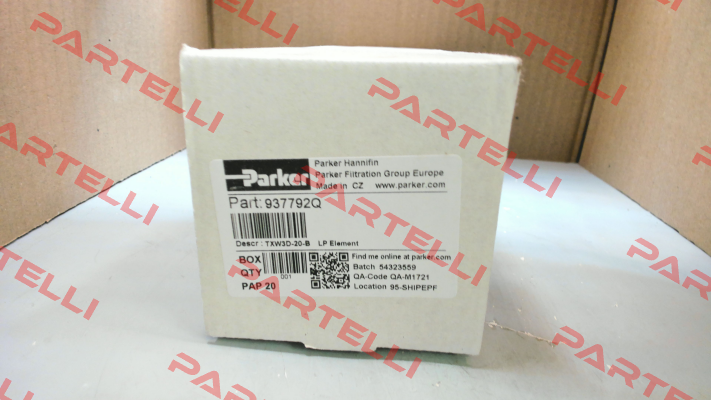 Parker
Parker Hannifin
Parker Filtration Group Europe
Made in CZ www.parker.com
Part: 937792Q
Descr : TXW3D-20-B LP Element
BOX
QTY
001
PAP 20
Find me online at parker.com
Batch 54323559
QA-Code QA-M1721
Location 95-SHIPEPF
PARTELLI
PARTELLI
PARTELLI
PARTELLI
PARTELLI
PARTELLI
PARTELLI
PARTELLI
PARTELLI